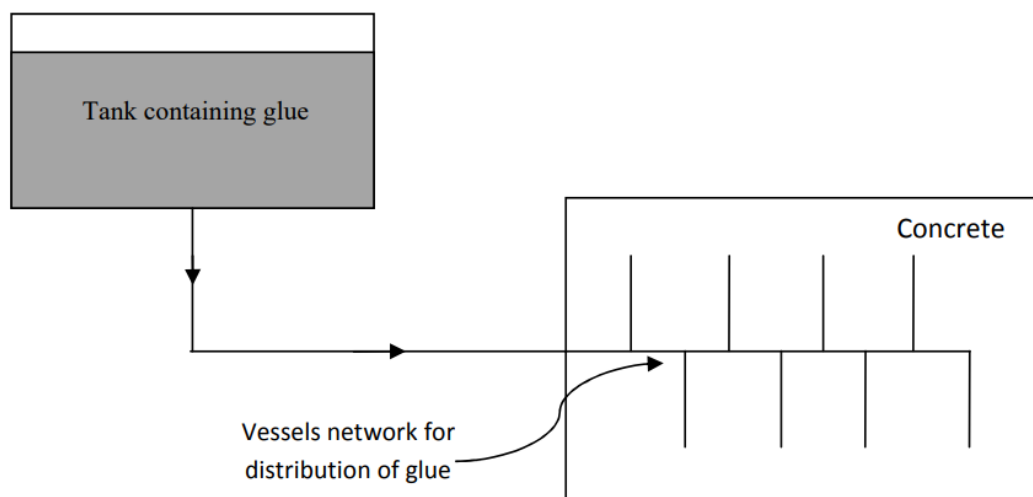 Tank containing glue
Concrete
Vessels network for
distribution of glue